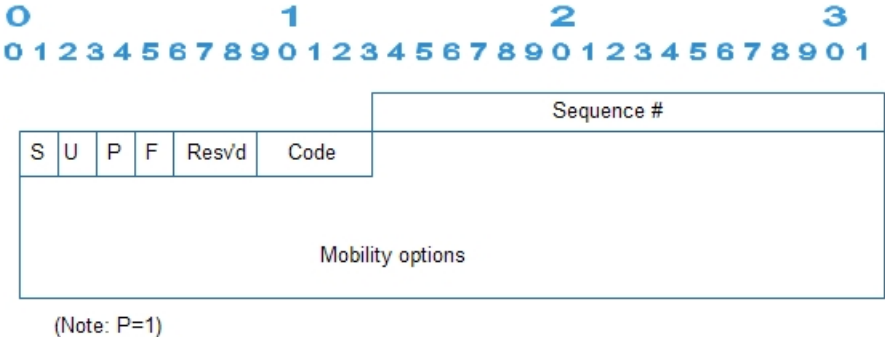 0 1 2 3
0 1 2 3 4 5 6 7 8 9 0 1 2 3 4 5 6 7 8 9 0 1 2 3 4 5 6 7 8 9 0 1
Sequence #
S U P F Resv'd Code
Mobility options
(Note: P=1)